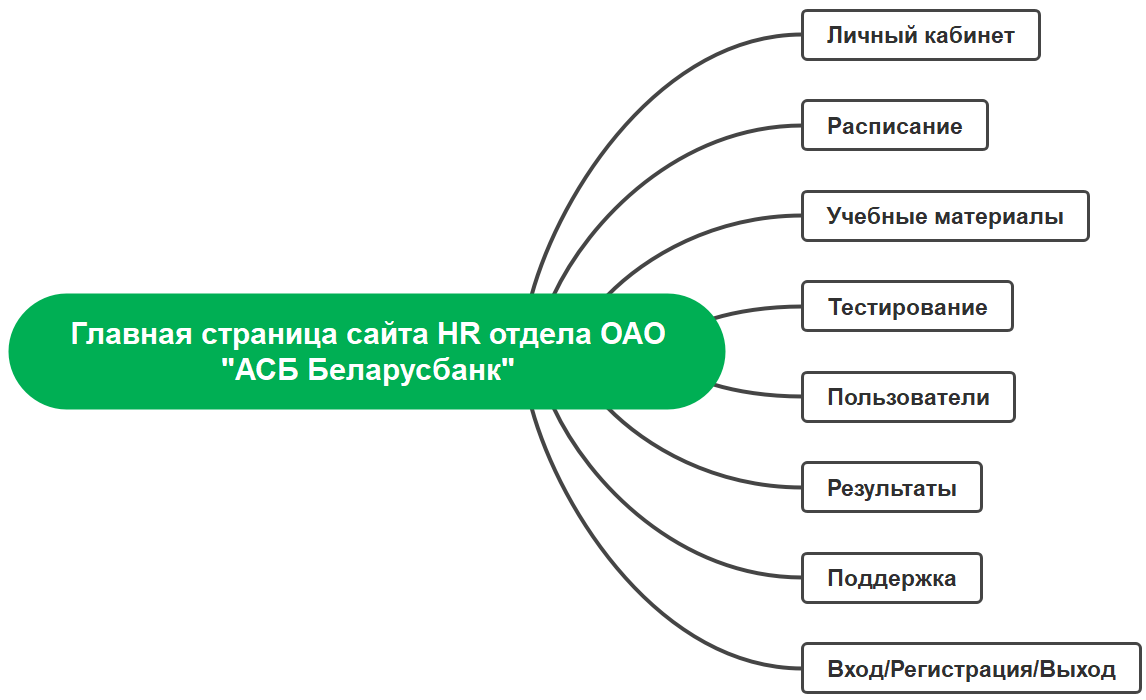 Личный кабинет
Расписание
Учебные материалы
Тестирование
Главная страница сайта HR отдела ОАО
"АСБ Беларусбанк"
Пользователи
Результаты
Поддержка
Вход/Регистрация/Выход